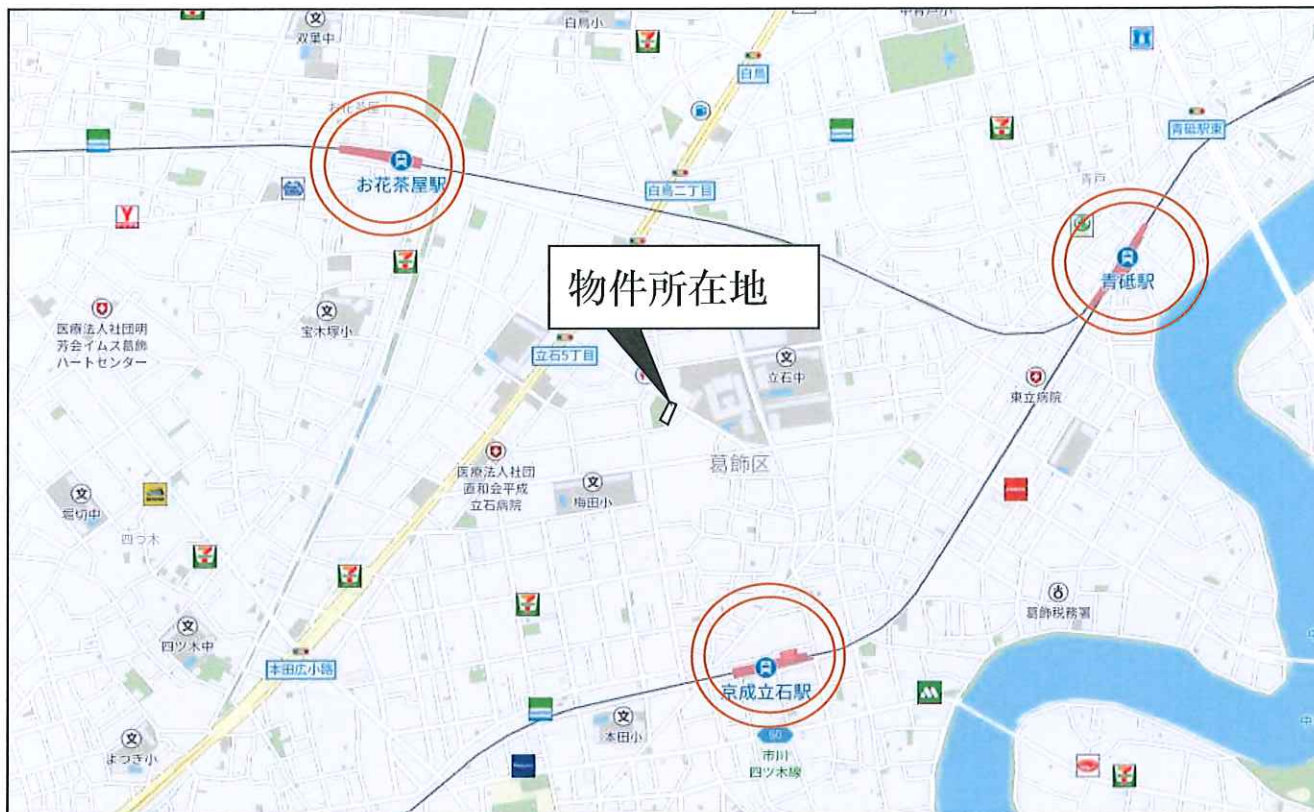 双葉中
白鳥小
白鳥
お花茶屋
青砥駅東
お花茶屋駅
白鳥二丁目
青戸
青砥駅
物件所在地
医療法人社団明
芳会イムス葛飾
ハートセンター
宝木塚小
立石5丁目
立石中
東立病院
葛飾区
医療法人社団
直和会平成
立石病院
梅田小
堀切中
四つ木
葛飾税務署
四ツ木中
本田広小路
京成立石駅
よつぎ小
本田小
60
市川
四ツ木線